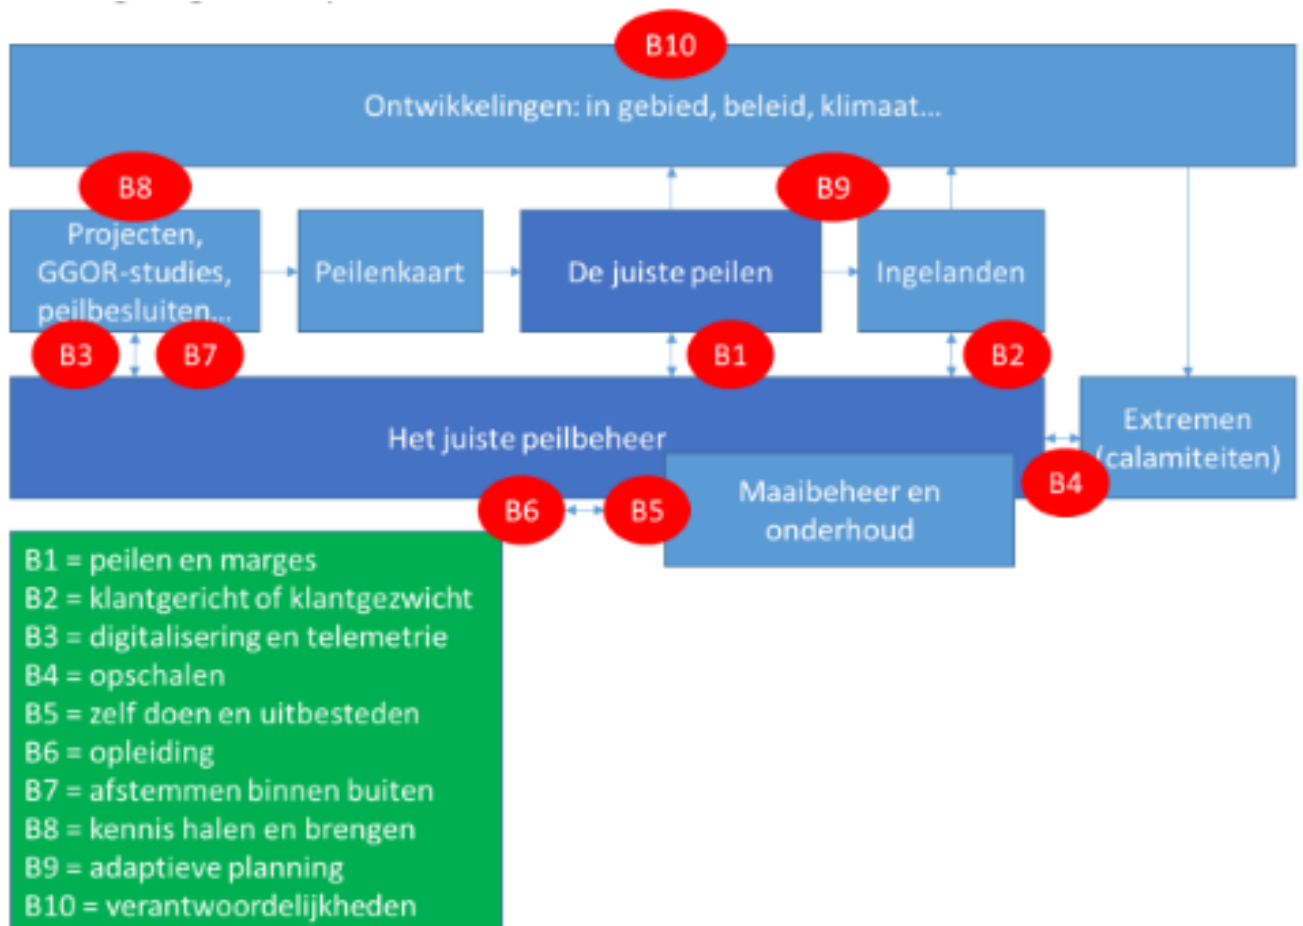 B10
Ontwikkelingen: in gebied, beleid, klimaat...
B8
B9
Projecten,
GGOR-studies,
peilbesluiten...
Peilenkaart
De juiste peilen
Ingelanden
B3
B7
B1
B2
Het juiste peilbeheer
Extremen
(calamiteiten)
B4
Maaibeheer en
onderhoud
B6
B5
B1 = peilen en marges
B2 = klantgericht of klantgezwicht
B3 = digitalisering en telemetrie
B4 = opschalen
B5 = zelf doen en uitbesteden
B6 = opleiding
B7 = afstemmen binnen buiten
B8 = kennis halen en brengen
B9 = adaptieve planning
B10 = verantwoordelijkheden